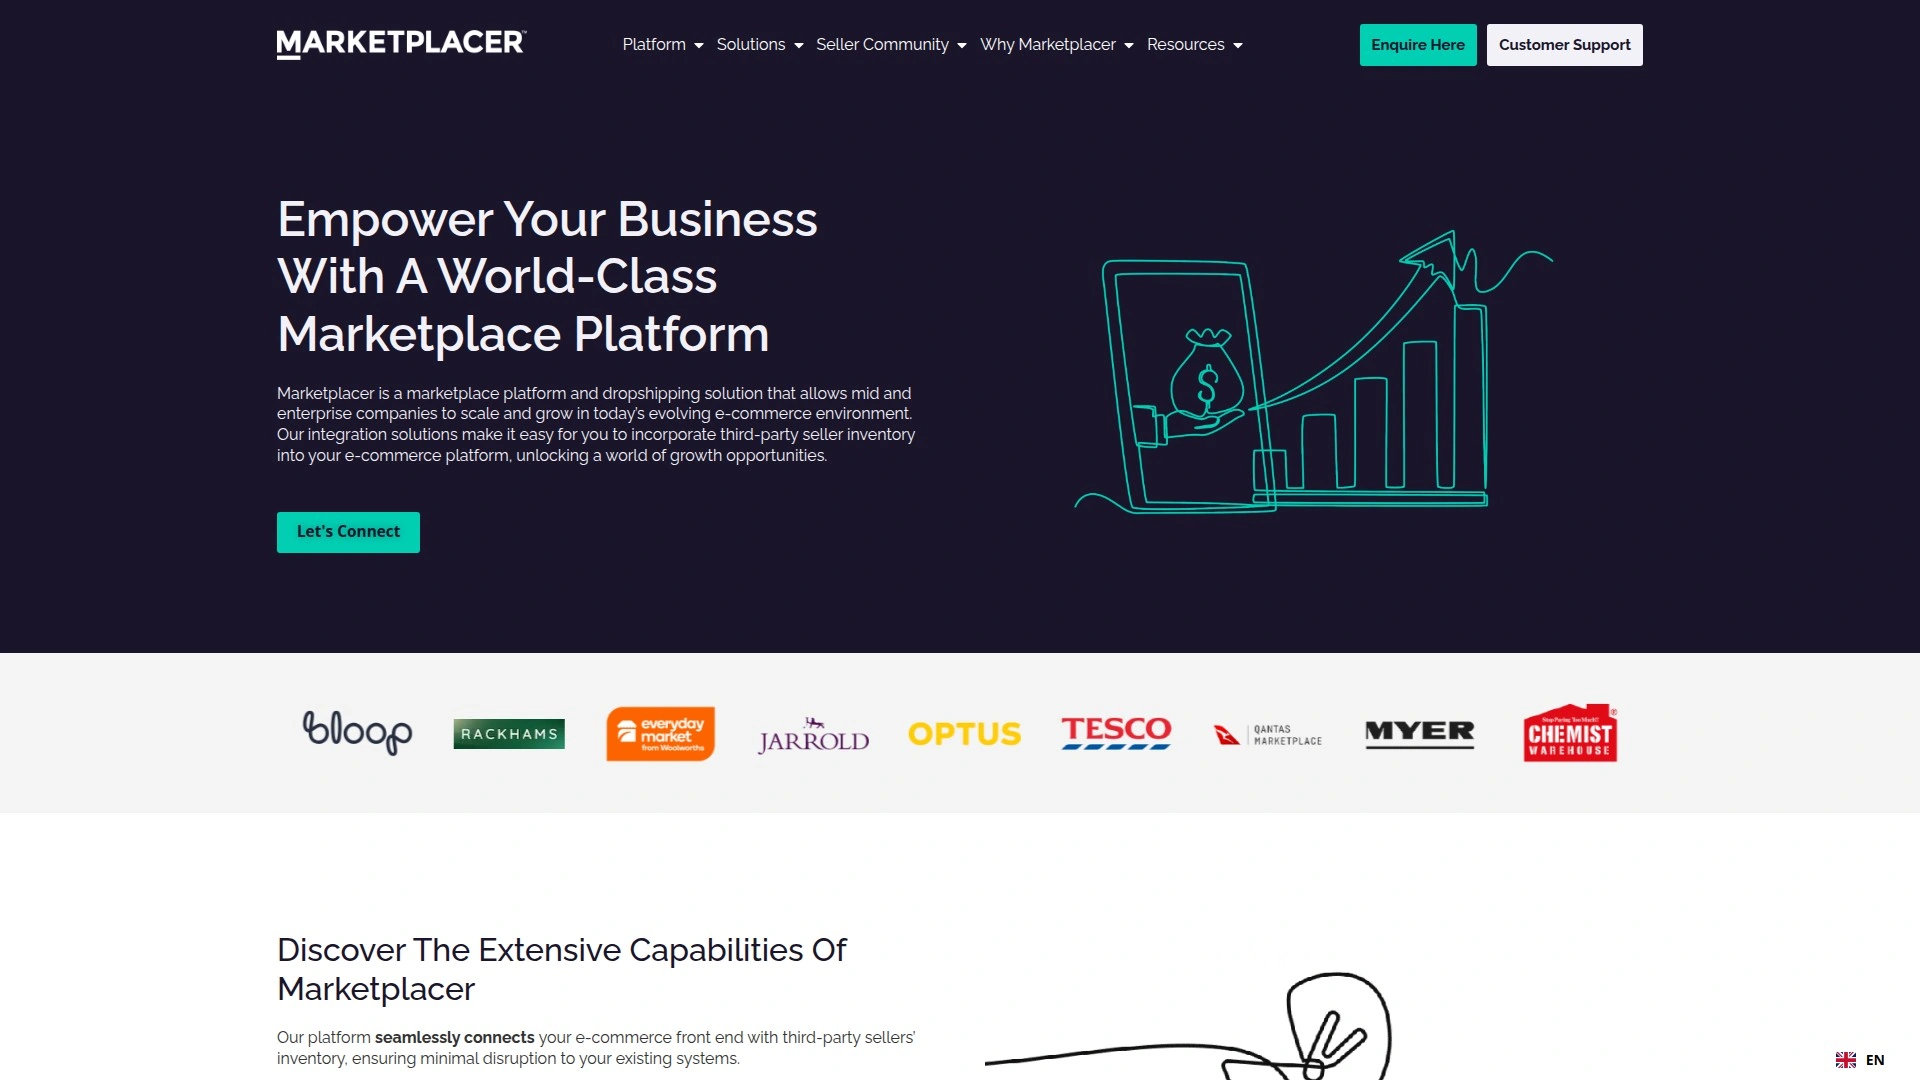 MARKETPLACER™
Platform
Solutions
Seller Community
Why Marketplacer
Resources
Enquire Here
Customer Support
Empower Your Business
With A World-Class
Marketplace Platform
Marketplacer is a marketplace platform and dropshipping solution that allows mid and
enterprise companies to scale and grow in today's evolving e-commerce environment.
Our integration solutions make it easy for you to incorporate third-party seller inventory
into your e-commerce platform, unlocking a world of growth opportunities.
Let's Connect
$
bloop
RACKHAMS
everyday
market
from Woolworths
JARROLD
OPTUS
TESCO
QANTAS
MARKETPLACE
MYER
Stop Paying Too Much!!
CHEMIST
WAREHOUSE
®
Discover The Extensive Capabilities Of
Marketplacer
Our platform seamlessly connects your e-commerce front end with third-party sellers'
inventory, ensuring minimal disruption to your existing systems.
EN